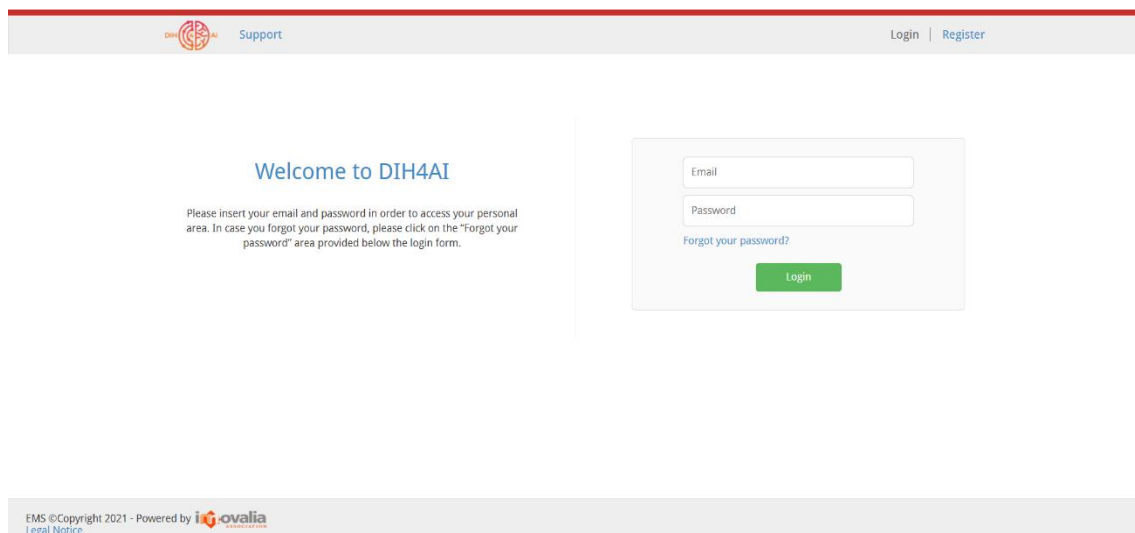 DIH AI
Support
Login
Register
Welcome to DIH4AI
Please insert your email and password in order to access your personal
area. In case you forgot your password, please click on the "Forgot your
password" area provided below the login form.
Email
Password
Forgot your password?
Login
EMS ©Copyright 2021 - Powered by innovalia
ASSOCIATION
Legal Notice